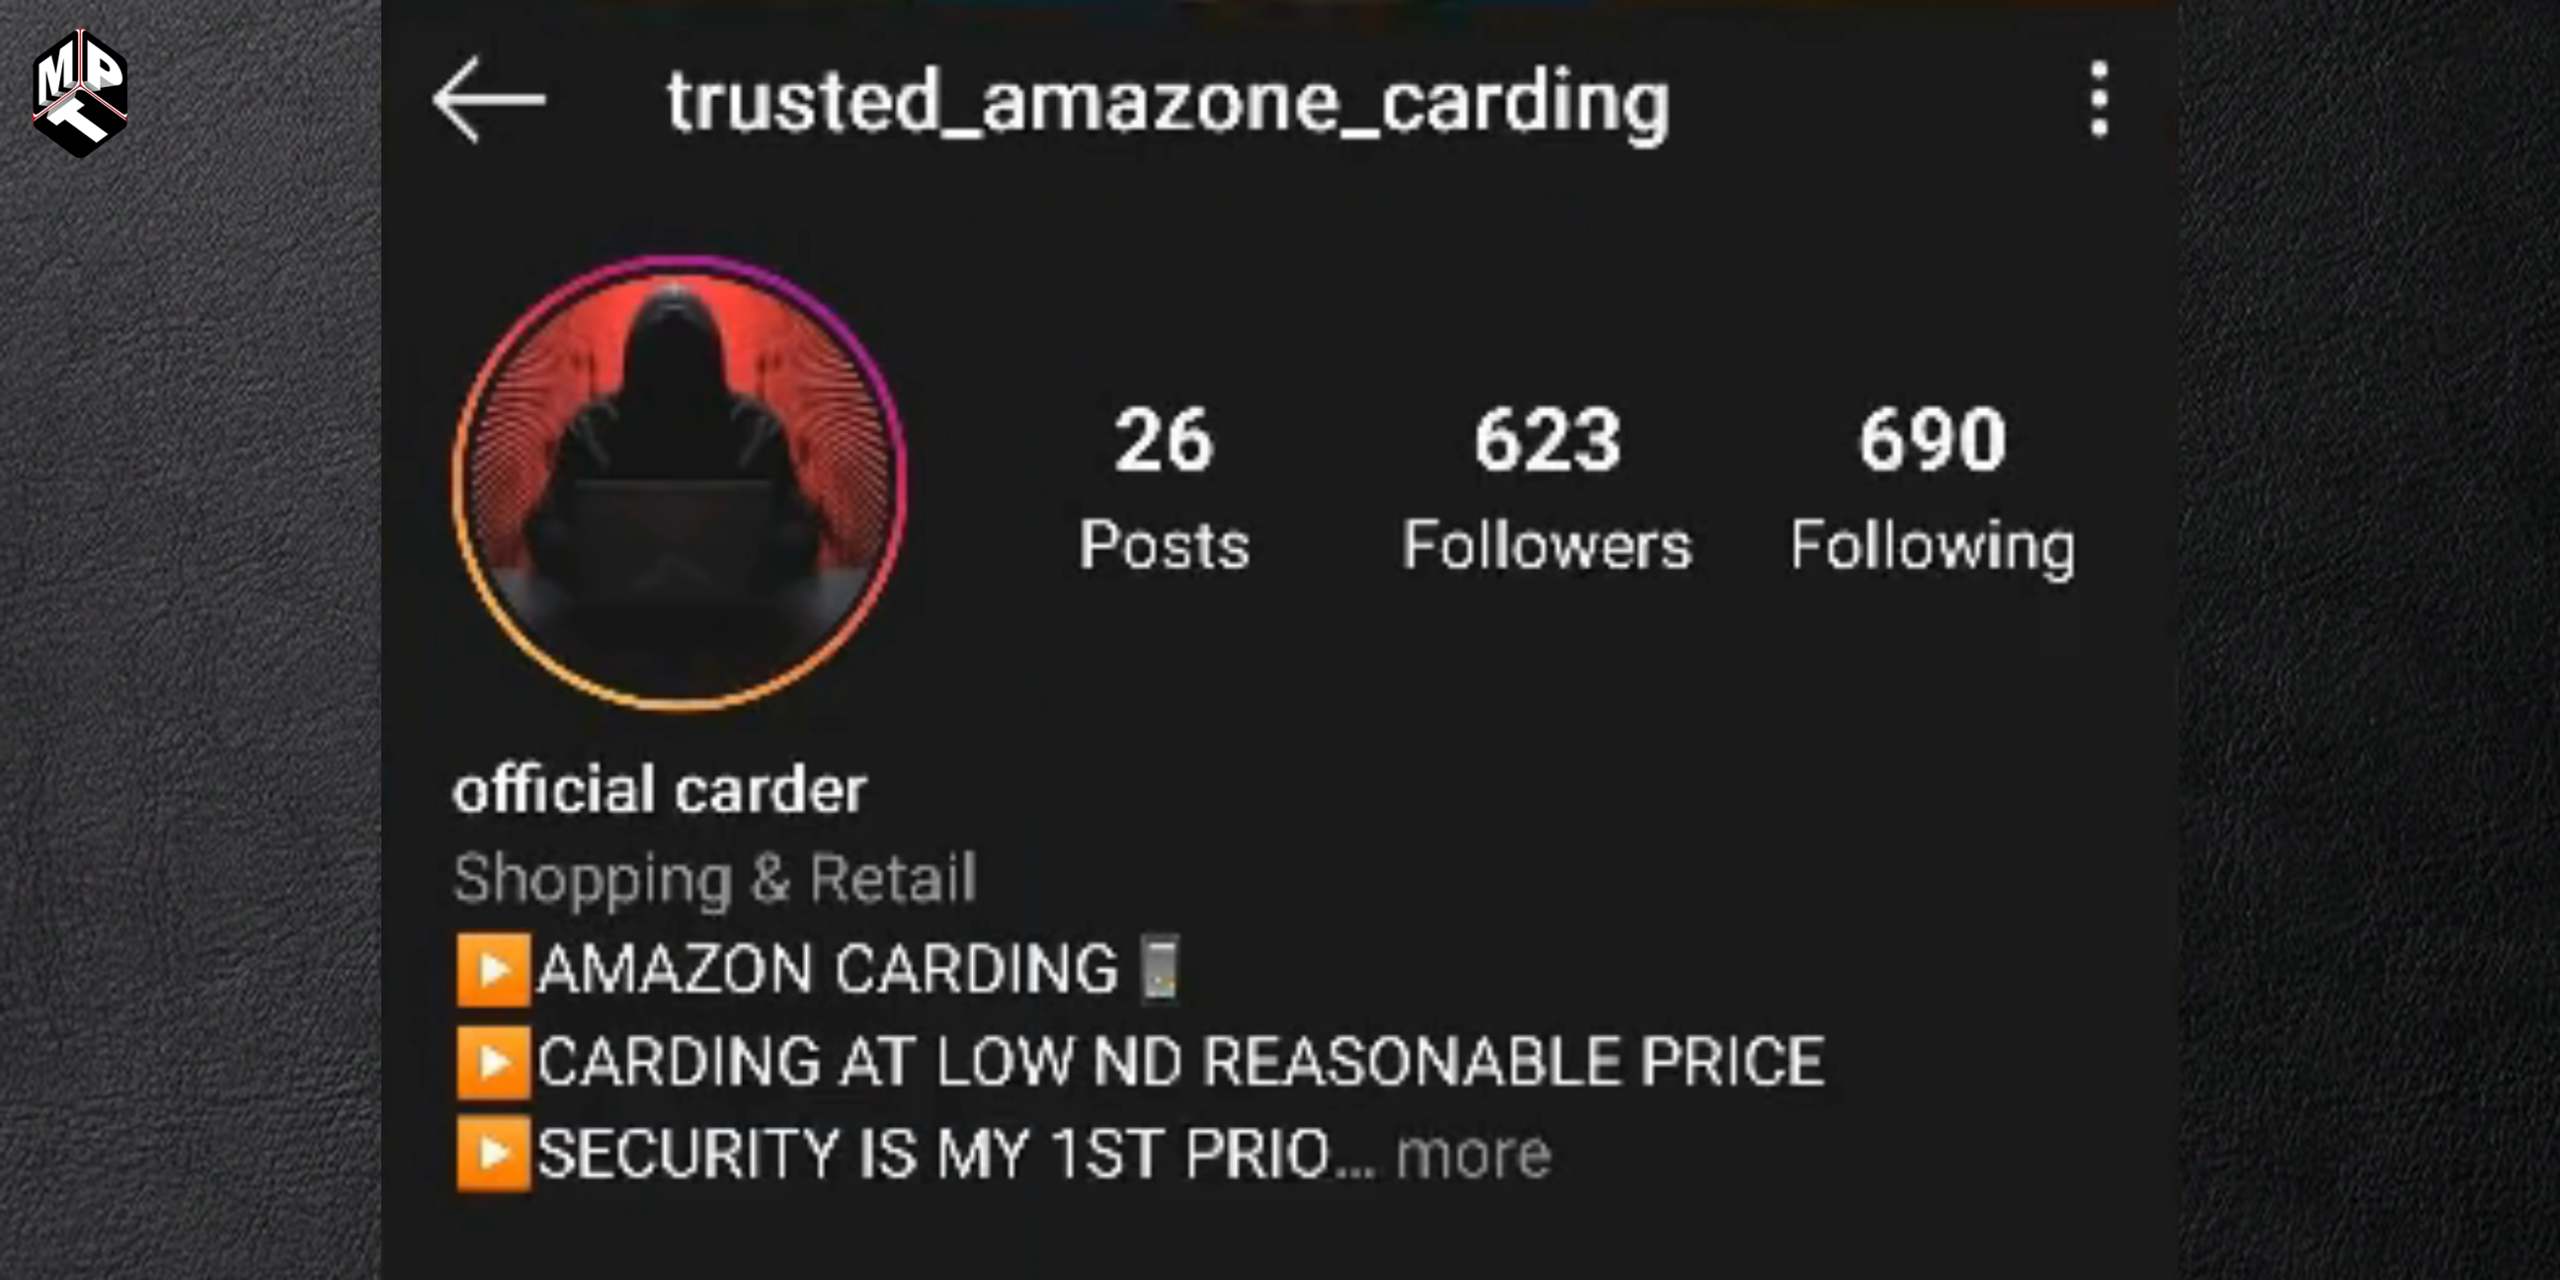 MPT
trusted_amazone_carding
26
Posts
623
Followers
690
Following
official carder
Shopping & Retail
▶️AMAZON CARDING
▶️CARDING AT LOW ND REASONABLE PRICE
▶️SECURITY IS MY 1ST PRIO... more